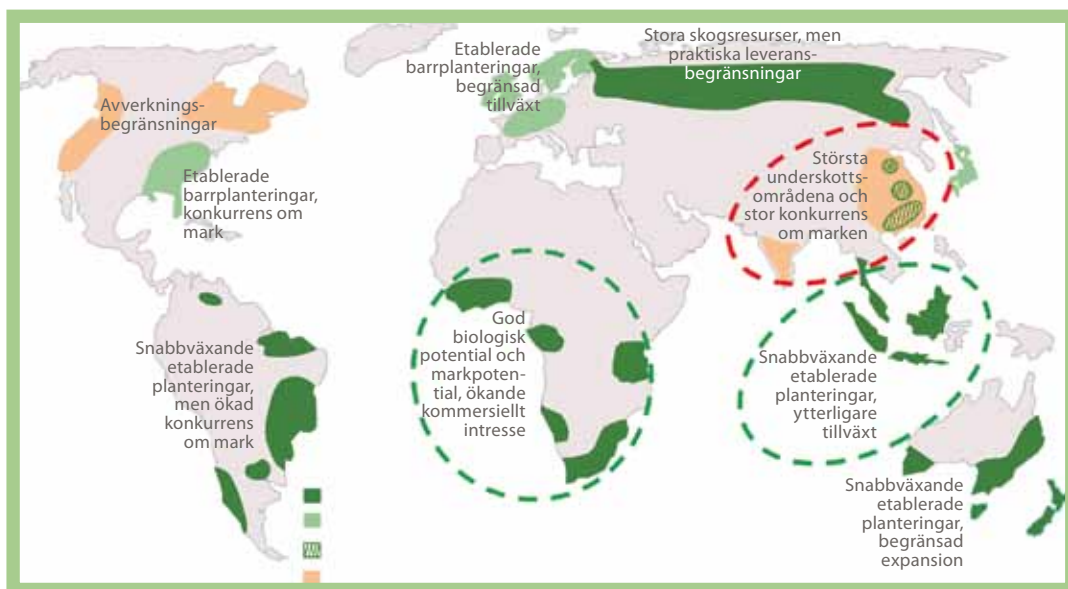 Avverknings-
begränsningar
Etablerade
barrplanteringar,
konkurrens om
mark
Snabbväxande
etablerade
planteringar,
men ökad
konkurrens
om mark
Etablerade
barrplanteringar,
begränsad
tillväxt
Stora skogsresurser, men
praktiska leverans-
begränsningar
God
biologisk
potential och
markpoten-
tial, ökande
kommersiellt
intresse
Största
underskotts-
områdena och
stor konkurrens
om marken
Snabbväxande
etablerade
planteringar,
ytterligare
tillväxt
Snabbväxande
etablerade
planteringar,
begränsad
expansion